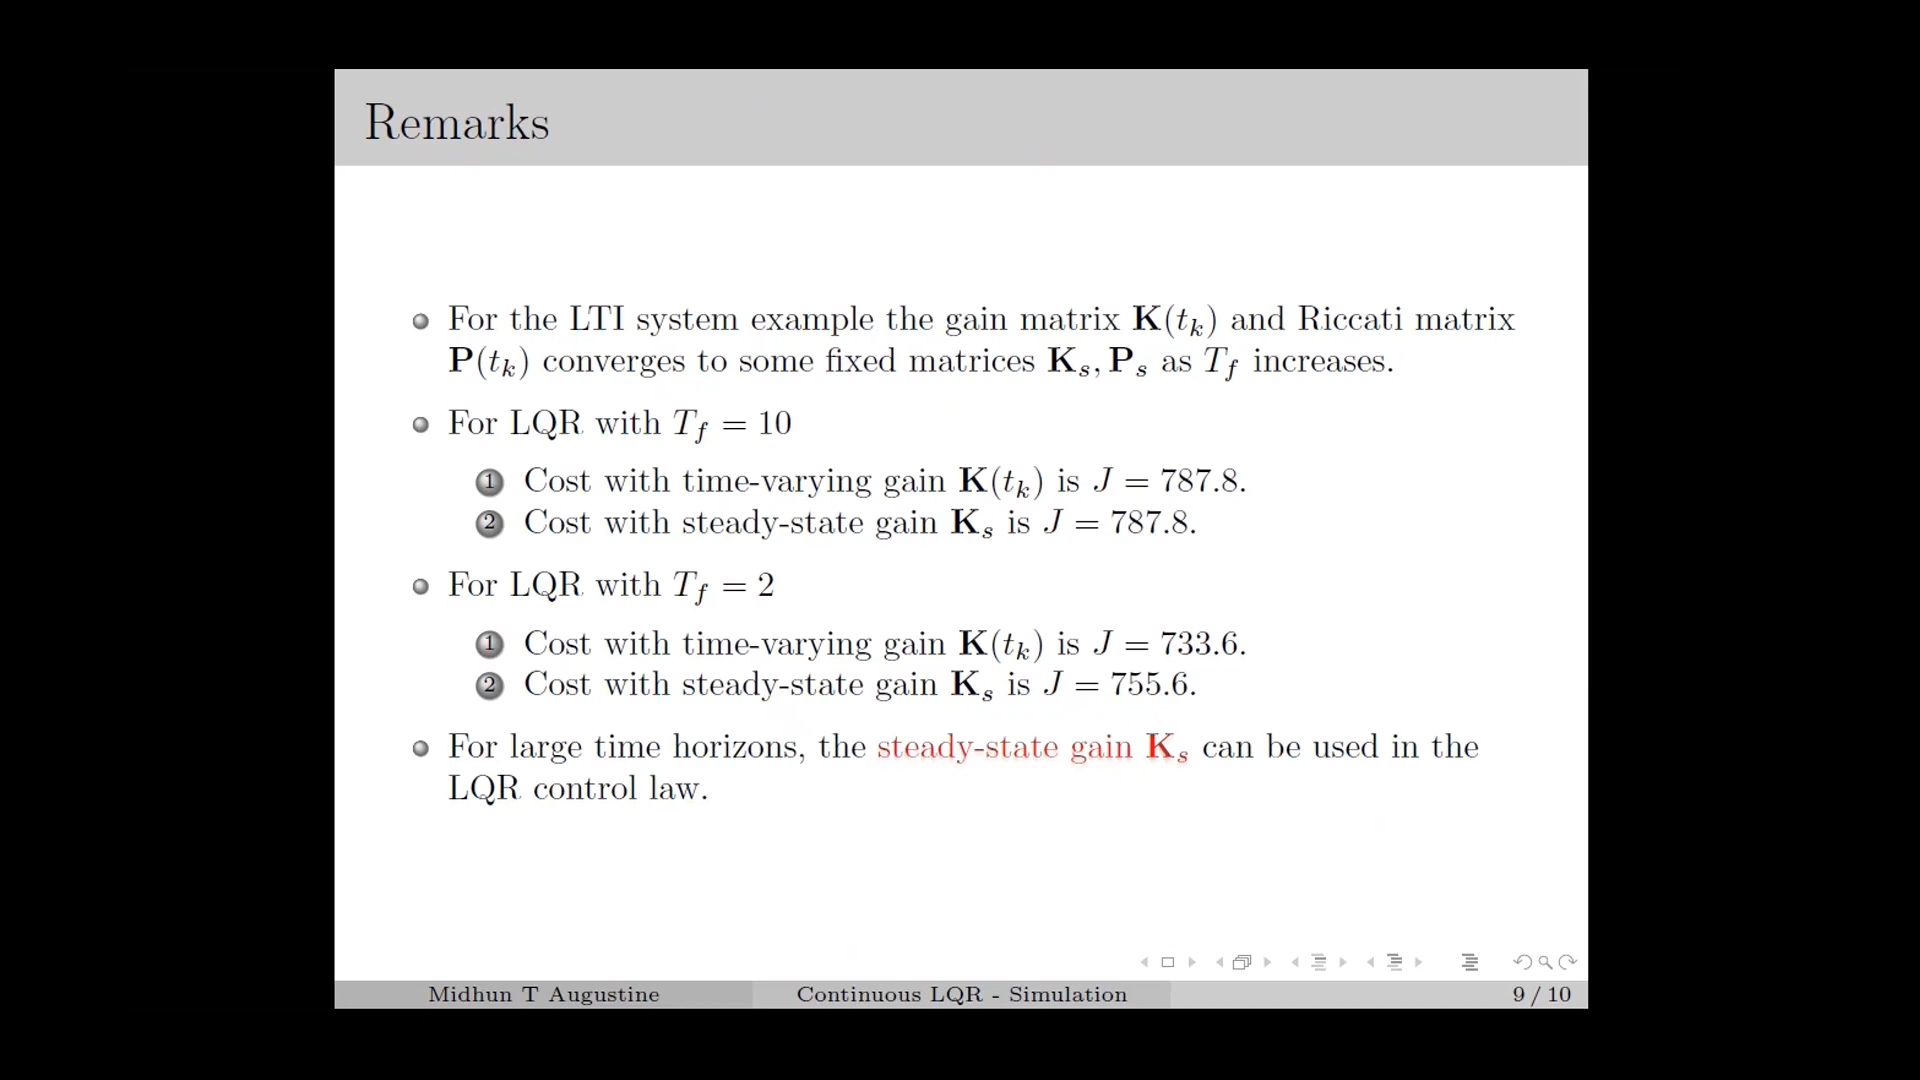 Remarks
For the LTI system example the gain matrix K(t_k) and Riccati matrix
P(t_k) converges to some fixed matrices K_s, P_s as T_f increases.
For LQR with T_f = 10
1 Cost with time-varying gain K(t_k) is J = 787.8.
2 Cost with steady-state gain K_s is J = 787.8.
For LQR with T_f = 2
1 Cost with time-varying gain K(t_k) is J = 733.6.
2 Cost with steady-state gain K_s is J = 755.6.
For large time horizons, the steady-state gain K_s can be used in the
LQR control law.
Midhun T Augustine Continuous LQR - Simulation 9 / 10